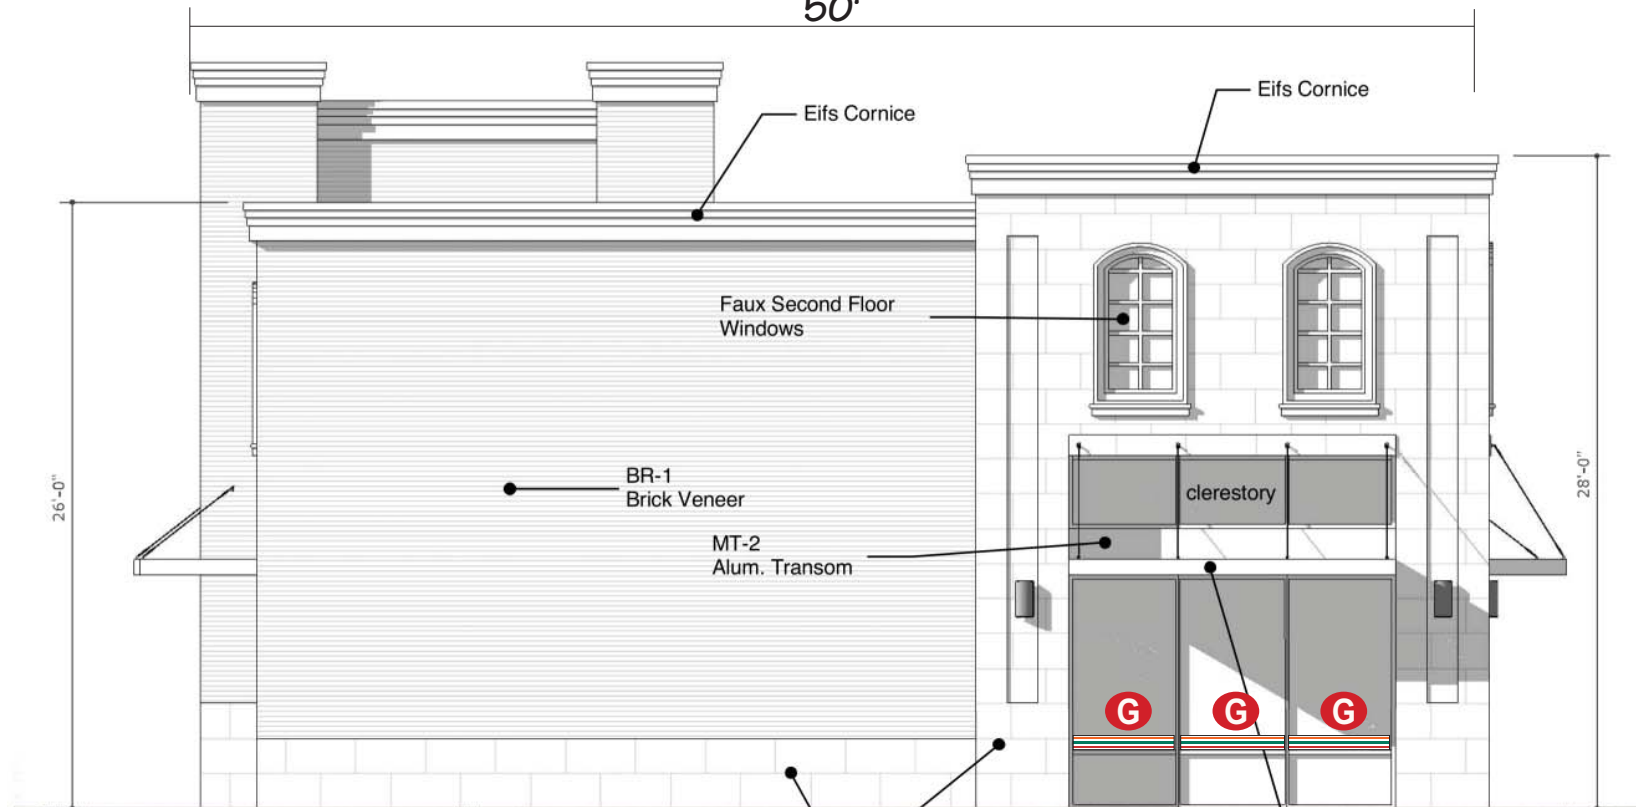 50'
Eifs Cornice
Eifs Cornice
Faux Second Floor
Windows
BR-1
Brick Veneer
clerestory
MT-2
Alum. Transom
26'-0"
28'-0"
G
G
G